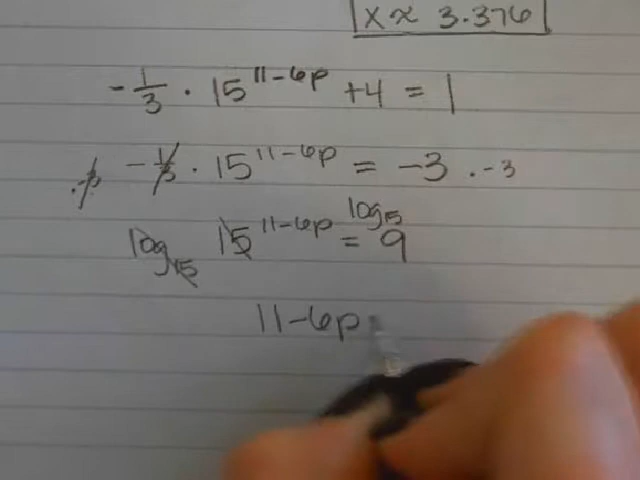 x ≈ 3.376
-1/3 · 15^(11-6p) + 4 = 1
-1/3 · 15^(11-6p) = -3 · -3
log₁₅ 15^(11-6p) = log₁₅ 9
11-6p